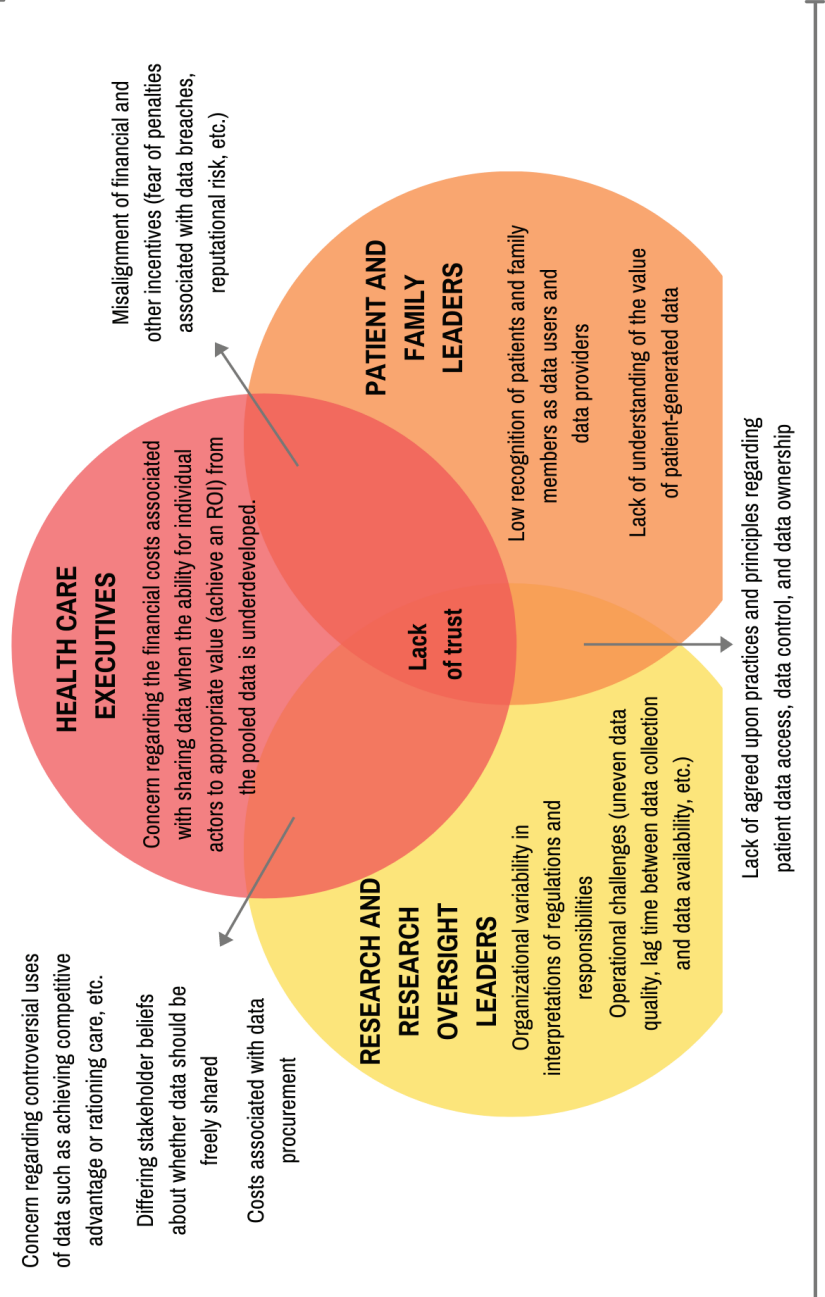 Concern regarding controversial uses
of data such as achieving competitive
advantage or rationing care, etc.
Differing stakeholder beliefs
about whether data should be
freely shared
Costs associated with data
procurement
HEALTH CARE
EXECUTIVES
Concern regarding the financial costs associated
with sharing data when the ability for individual
actors to appropriate value (achieve an ROI) from
the pooled data is underdeveloped.
Misalignment of financial and
other incentives (fear of penalties
associated with data breaches,
reputational risk, etc.)
Lack
of trust
RESEARCH AND
RESEARCH
OVERSIGHT
LEADERS
Organizational variability in
interpretations of regulations and
responsibilities
Operational challenges (uneven data
quality, lag time between data collection
and data availability, etc.)
PATIENT AND
FAMILY
LEADERS
Low recognition of patients and family
members as data users and
data providers
Lack of understanding of the value
of patient-generated data
Lack of agreed upon practices and principles regarding
patient data access, data control, and data ownership